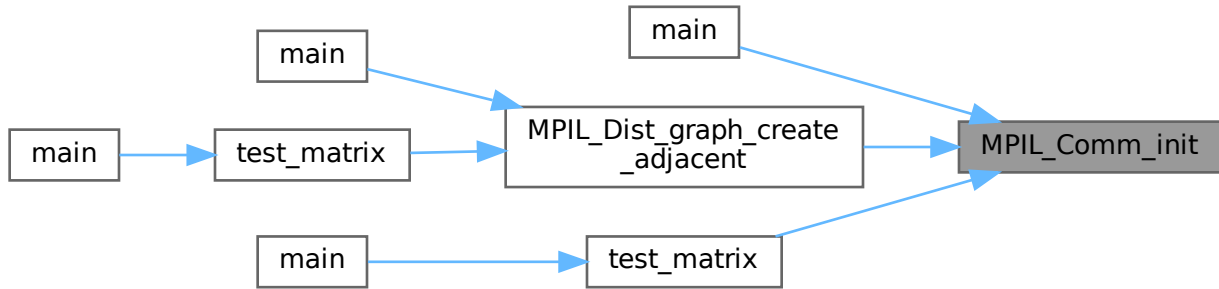 main
main
MPIL_Dist_graph_create
_adjacent
MPIL_Comm_init
main
test_matrix
main
test_matrix